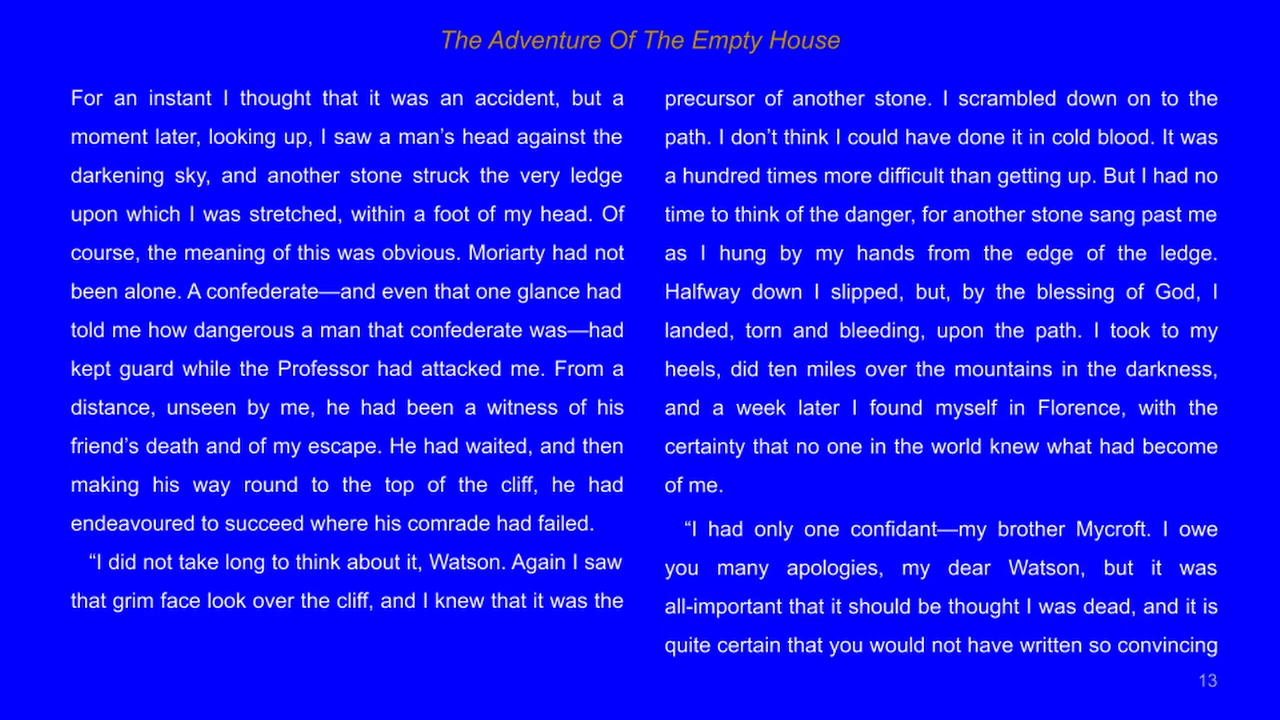 The Adventure Of The Empty House
For an instant I thought that it was an accident, but a
moment later, looking up, I saw a man’s head against the
darkening sky, and another stone struck the very ledge
upon which I was stretched, within a foot of my head. Of
course, the meaning of this was obvious. Moriarty had not
been alone. A confederate—and even that one glance had
told me how dangerous a man that confederate was—had
kept guard while the Professor had attacked me. From a
distance, unseen by me, he had been a witness of his
friend’s death and of my escape. He had waited, and then
making his way round to the top of the cliff, he had
endeavoured to succeed where his comrade had failed.
“I did not take long to think about it, Watson. Again I saw
that grim face look over the cliff, and I knew that it was the
precursor of another stone. I scrambled down on to the
path. I don’t think I could have done it in cold blood. It was
a hundred times more difficult than getting up. But I had no
time to think of the danger, for another stone sang past me
as I hung by my hands from the edge of the ledge.
Halfway down I slipped, but, by the blessing of God, I
landed, torn and bleeding, upon the path. I took to my
heels, did ten miles over the mountains in the darkness,
and a week later I found myself in Florence, with the
certainty that no one in the world knew what had become
of me.
“I had only one confidant—my brother Mycroft. I owe
you many apologies, my dear Watson, but it was
all-important that it should be thought I was dead, and it is
quite certain that you would not have written so convincing
13